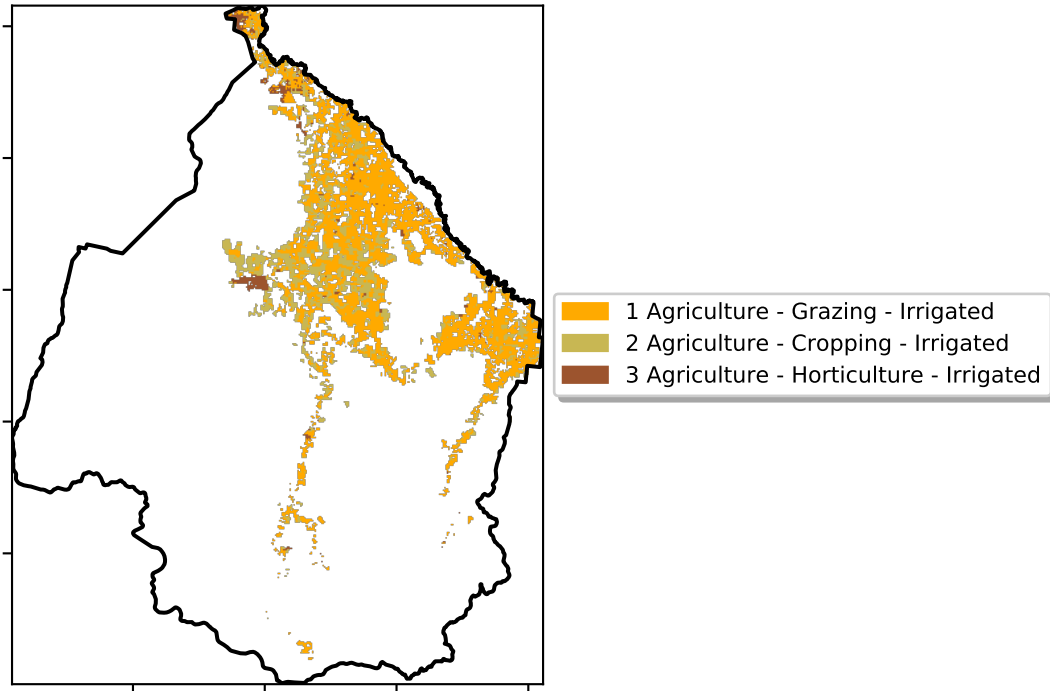 1 Agriculture - Grazing - Irrigated
2 Agriculture - Cropping - Irrigated
3 Agriculture - Horticulture - Irrigated